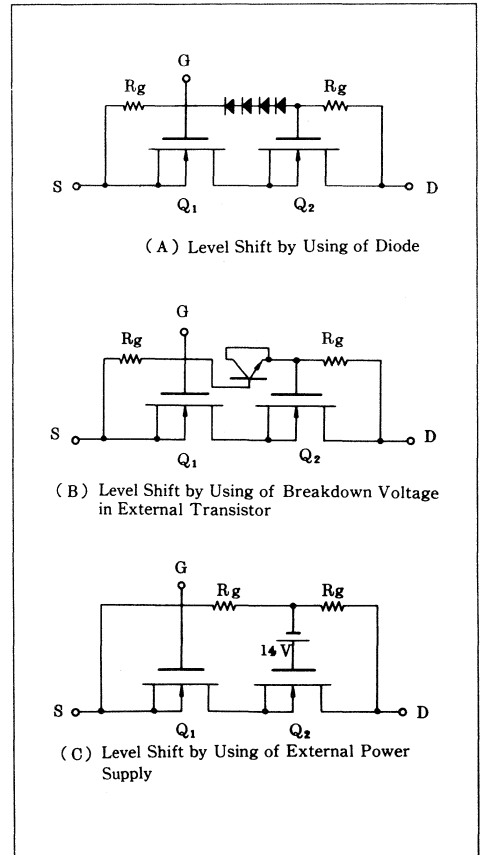 G
Rg
Rg
S
D
Q1
Q2
(A) Level Shift by Using of Diode
G
Rg
Rg
S
D
Q1
Q2
(B) Level Shift by Using of Breakdown Voltage
in External Transistor
G
Rg
Rg
14 V
S
D
Q1
Q2
(C) Level Shift by Using of External Power
Supply